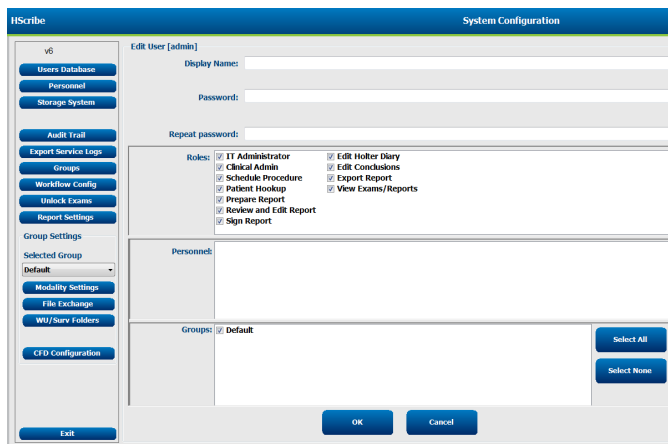 HScribe
System Configuration
v6
Users Database
Personnel
Storage System
Audit Trail
Export Service Logs
Groups
Workflow Config
Unlock Exams
Report Settings
Group Settings
Selected Group
Default
Modality Settings
File Exchange
WU/Surv Folders
CFD Configuration
Exit
Edit User [admin]
Display Name:
Password:
Repeat password:
Roles:
IT Administrator
Clinical Admin
Schedule Procedure
Patient Hookup
Prepare Report
Review and Edit Report
Sign Report
Edit Holter Diary
Edit Conclusions
Export Report
View Exams/Reports
Personnel:
Groups:
Default
Select All
Select None
OK
Cancel